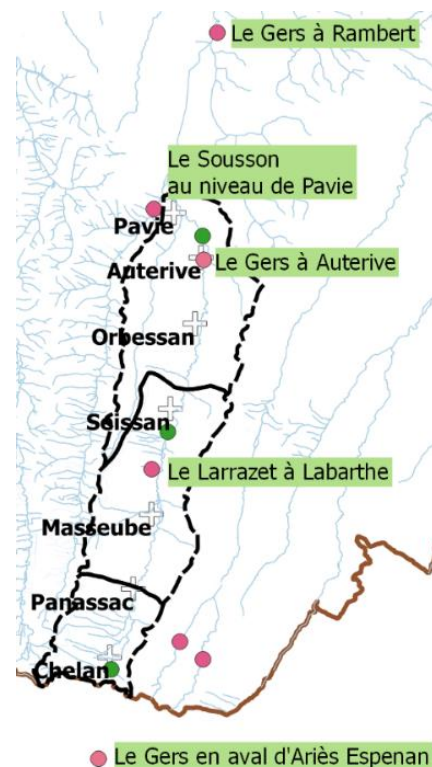 Le Gers à Rambert
Le Sousson
au niveau de Pavie
Pavie
Auterive
Le Gers à Auterive
Orbessan
Seissan
Le Larrazet à Labarthe
Masseube
Panassac
Chelan
Le Gers en aval d'Ariès Espenan